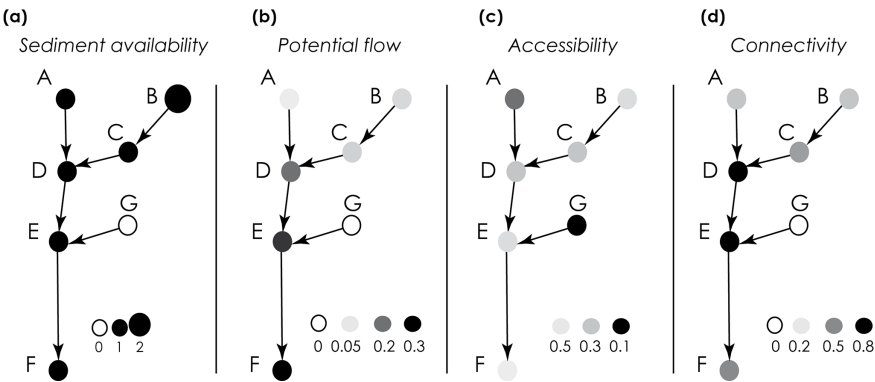 (a)
Sediment availability
A
B
C
D
G
E
0 1 2
F
(b)
Potential flow
A
B
C
D
G
E
0 0.05 0.2 0.3
F
(c)
Accessibility
A
B
C
D
G
E
0.5 0.3 0.1
F
(d)
Connectivity
A
B
C
D
G
E
0 0.2 0.5 0.8
F